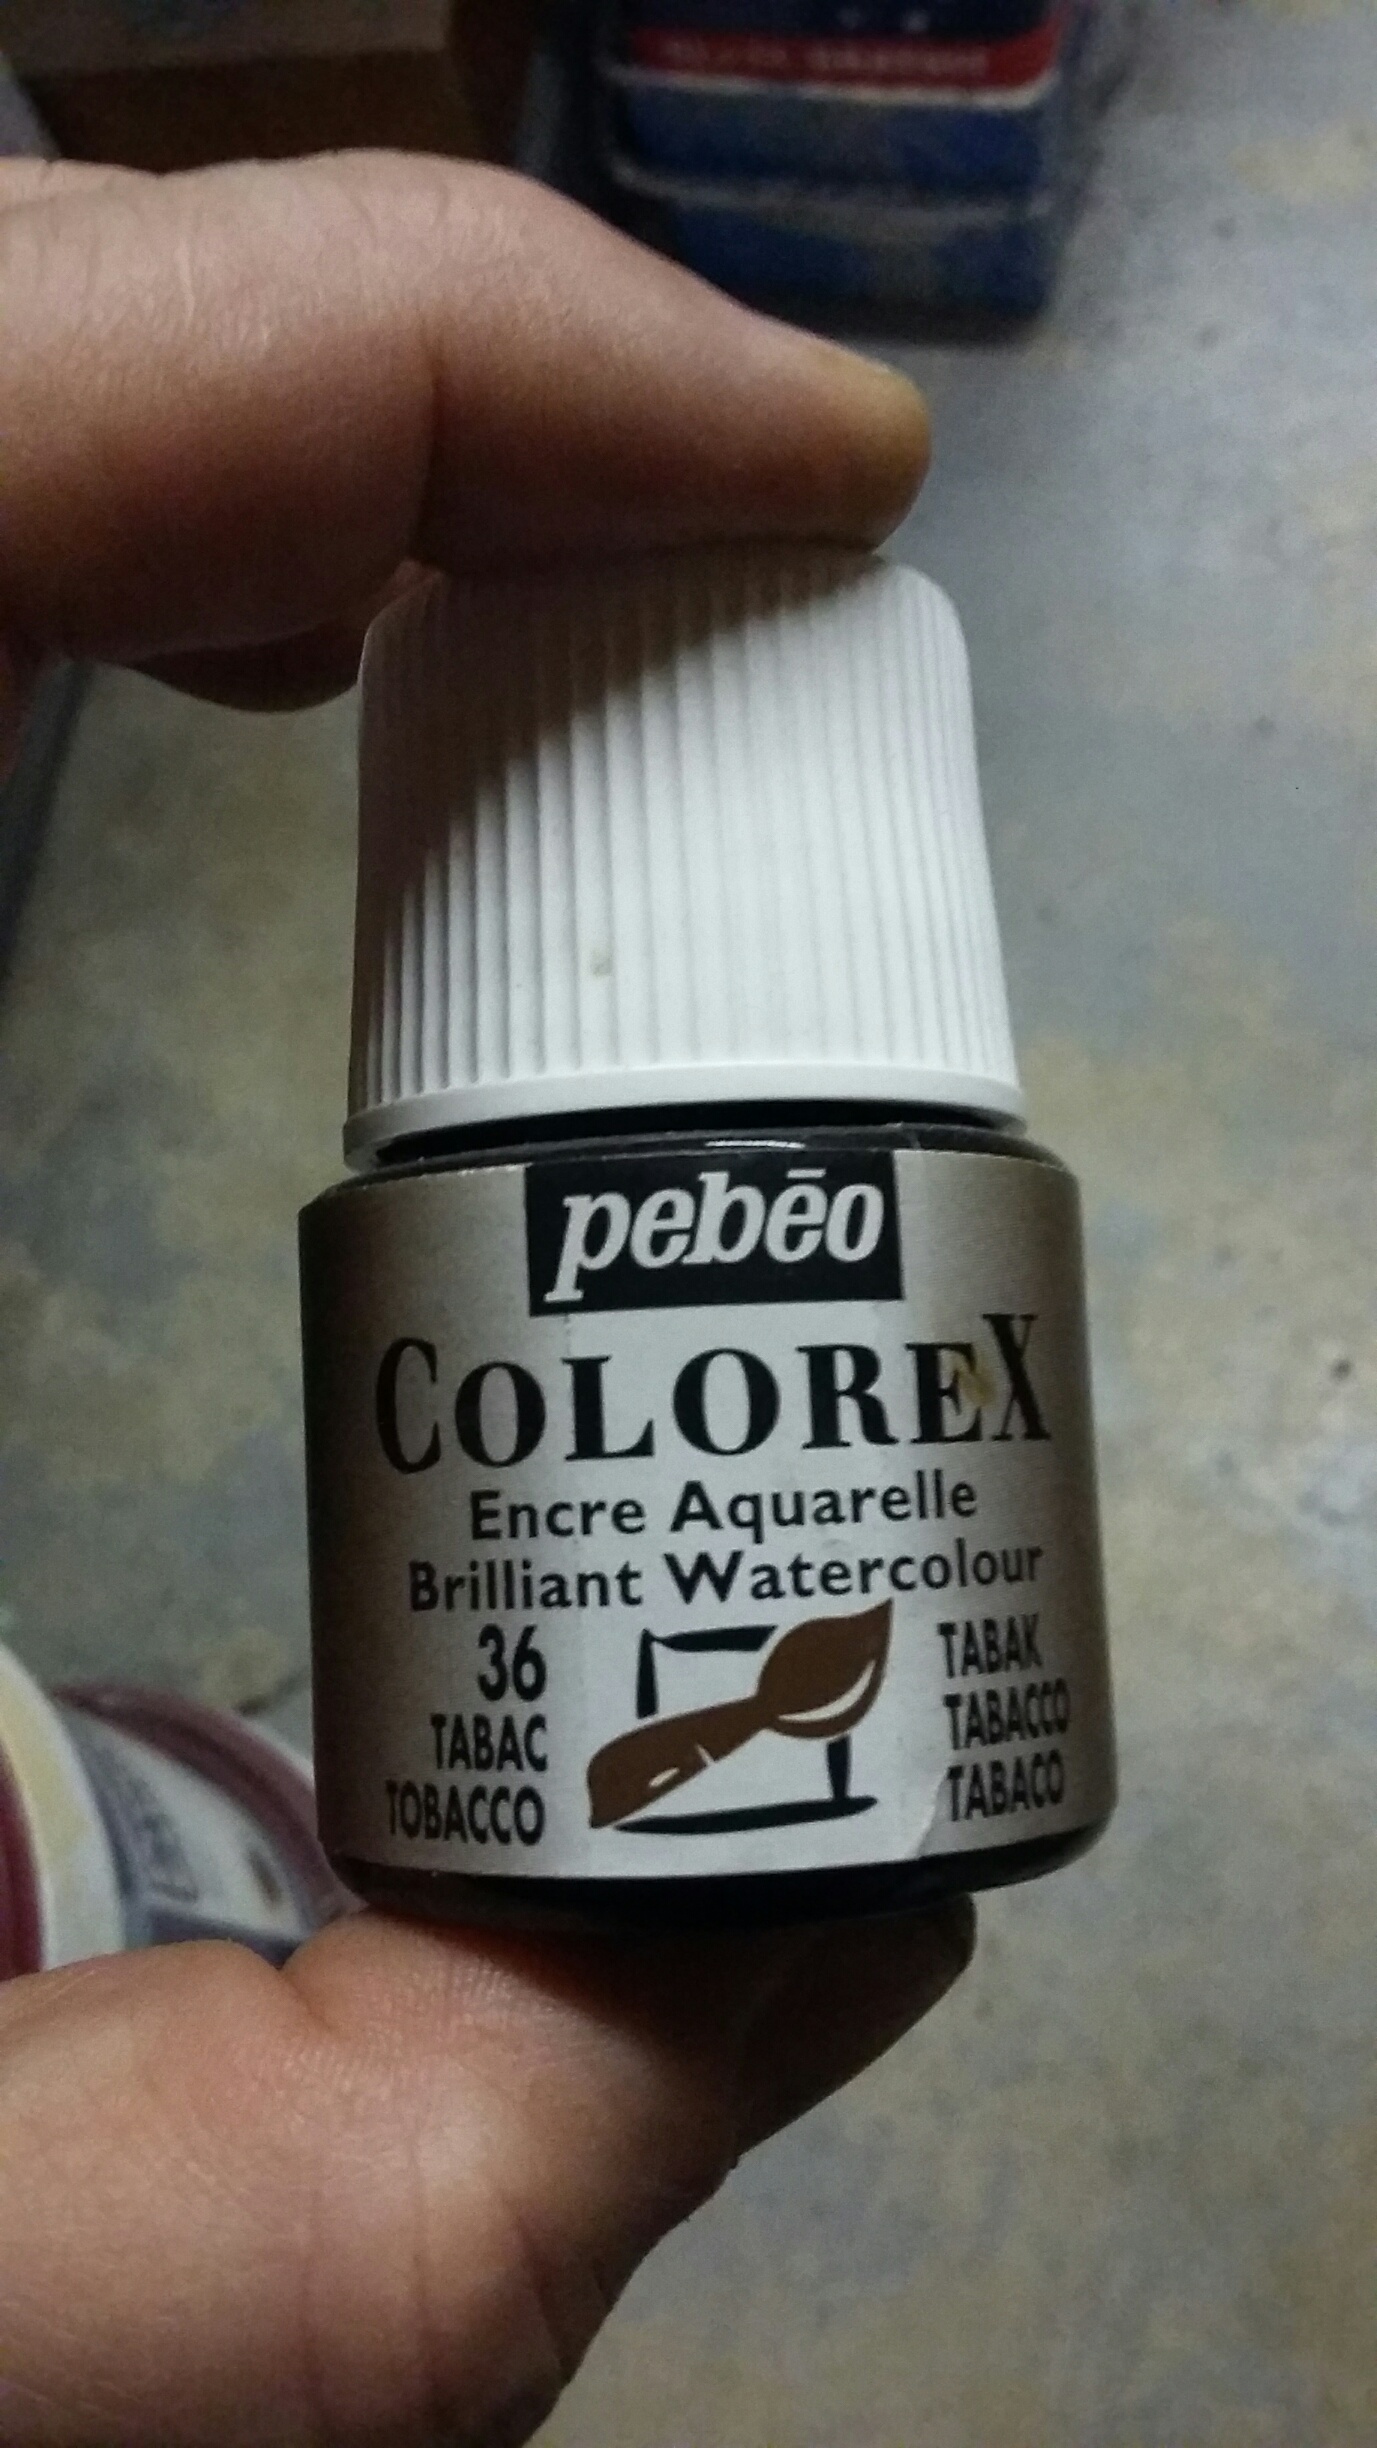 pebēo
COLOREX
Encre Aquarelle
Brilliant Watercolour
36
TABAC
TOBACCO
TABAK
TABACCO
TABACO